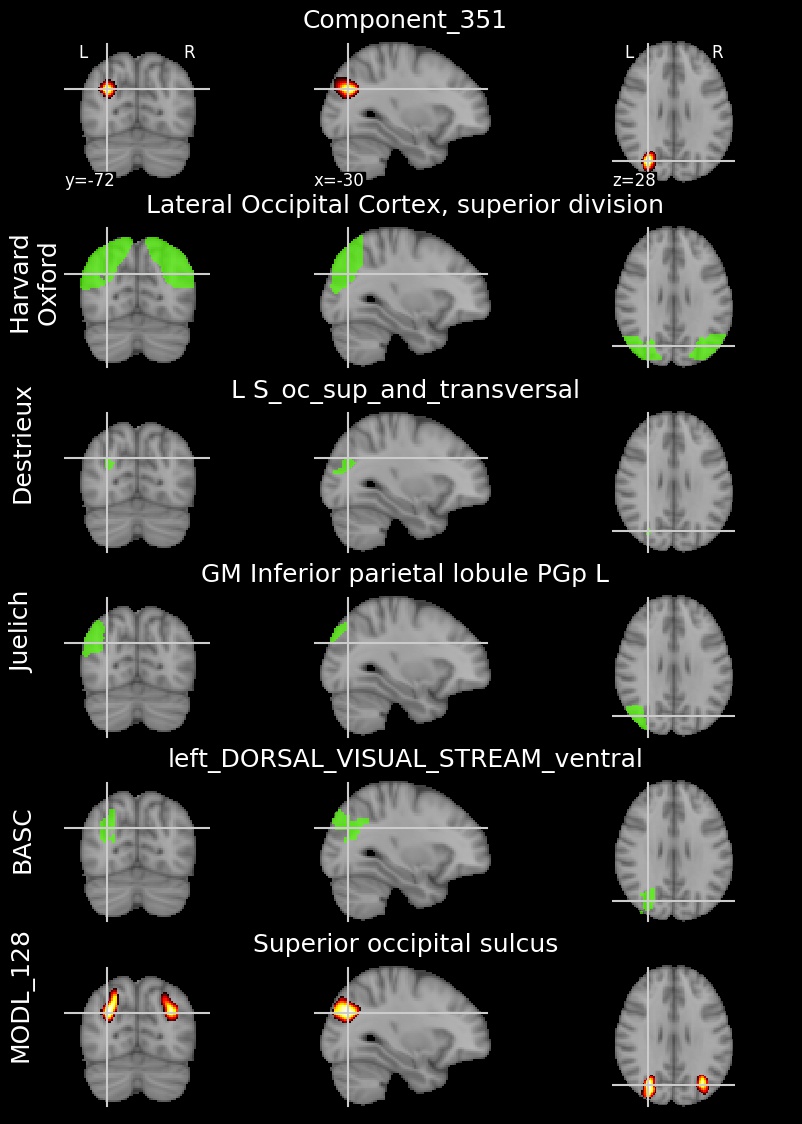 Component_351
L R L R
y=-72 x=-30 z=28
Lateral Occipital Cortex, superior division
Harvard
Oxford
L S_oc_sup_and_transversal
Destrieux
GM Inferior parietal lobule PGp L
Juelich
left_DORSAL_VISUAL_STREAM_ventral
BASC
Superior occipital sulcus
MODL_128